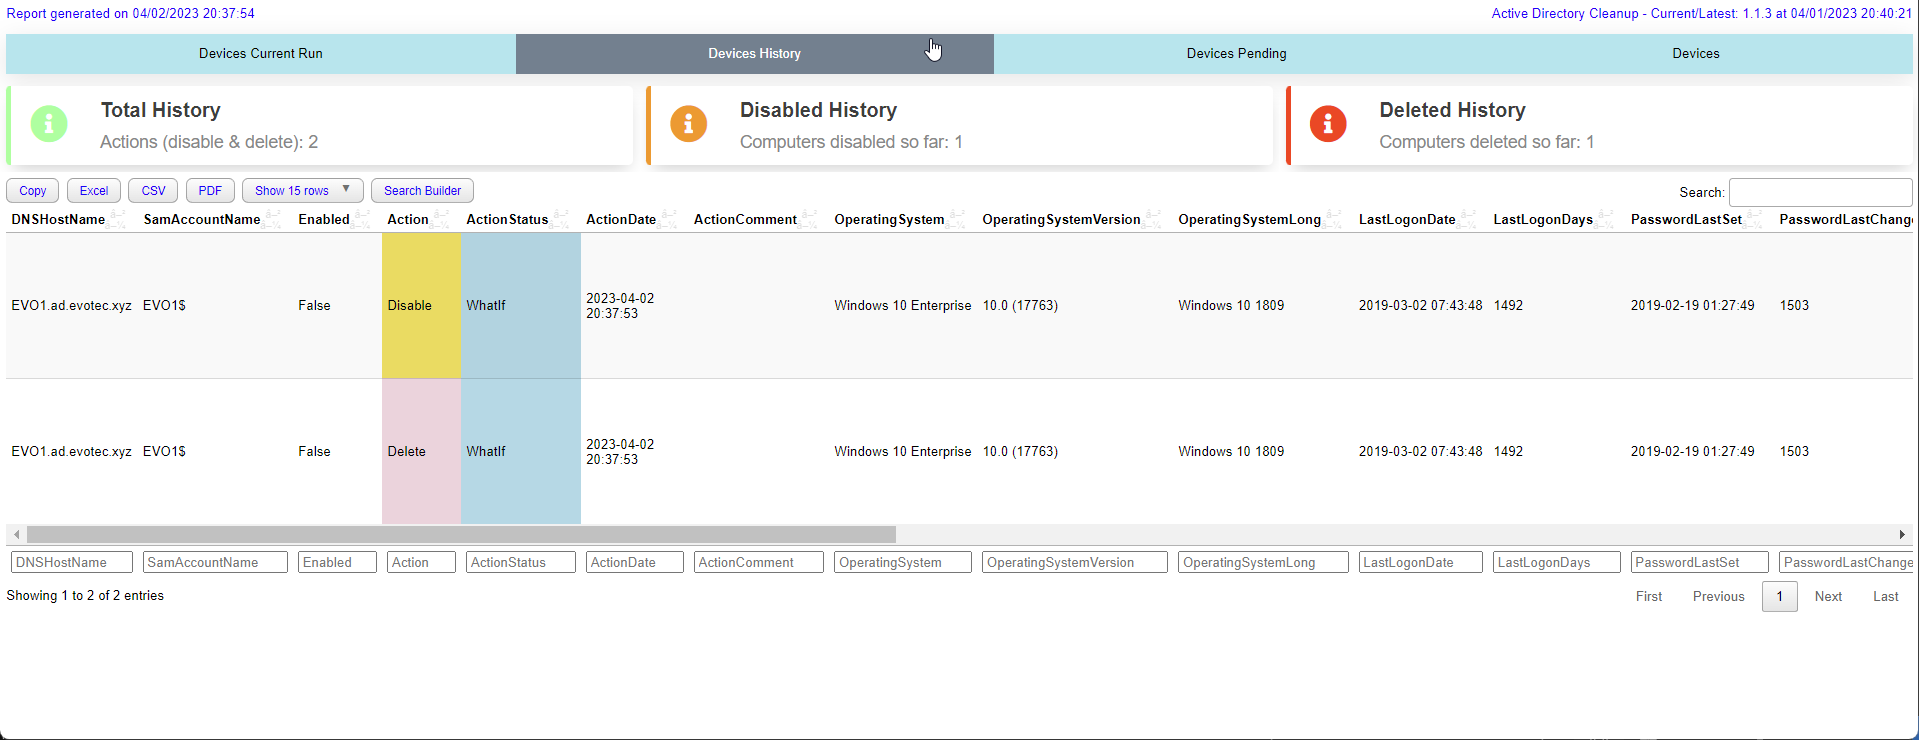 Report generated on 04/02/2023 20:37:54
Active Directory Cleanup - Current/Latest: 1.1.3 at 04/01/2023 20:40:21
Devices Current Run
Devices History
Devices Pending
Devices
Total History
Actions (disable & delete): 2
Disabled History
Computers disabled so far: 1
Deleted History
Computers deleted so far: 1
Copy Excel CSV PDF Show 15 rows ▼ Search Builder
Search:
DNSHostName SamAccountName Enabled Action ActionStatus ActionDate ActionComment OperatingSystem OperatingSystemVersion OperatingSystemLong LastLogonDate LastLogonDays PasswordLastSet PasswordLastChange
EVO1.ad.evotec.xyz EVO1$ False Disable WhatIf 2023-04-02 20:37:53 Windows 10 Enterprise 10.0 (17763) Windows 10 1809 2019-03-02 07:43:48 1492 2019-02-19 01:27:49 1503
EVO1.ad.evotec.xyz EVO1$ False Delete WhatIf 2023-04-02 20:37:53 Windows 10 Enterprise 10.0 (17763) Windows 10 1809 2019-03-02 07:43:48 1492 2019-02-19 01:27:49 1503
DNSHostName SamAccountName Enabled Action ActionStatus ActionDate ActionComment OperatingSystem OperatingSystemVersion OperatingSystemLong LastLogonDate LastLogonDays PasswordLastSet PasswordLastChange
Showing 1 to 2 of 2 entries
First Previous 1 Next Last